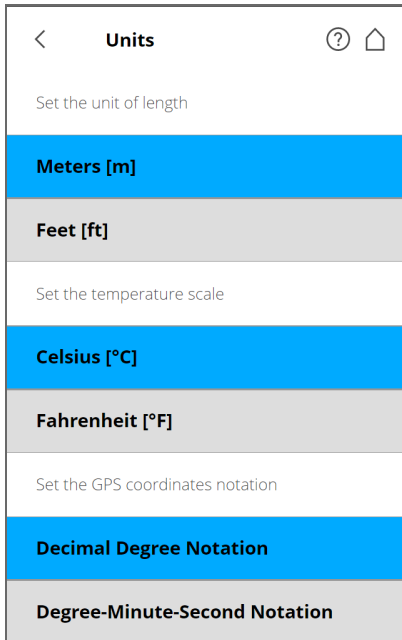 Units
Set the unit of length
Meters [m]
Feet [ft]
Set the temperature scale
Celsius [°C]
Fahrenheit [°F]
Set the GPS coordinates notation
Decimal Degree Notation
Degree-Minute-Second Notation